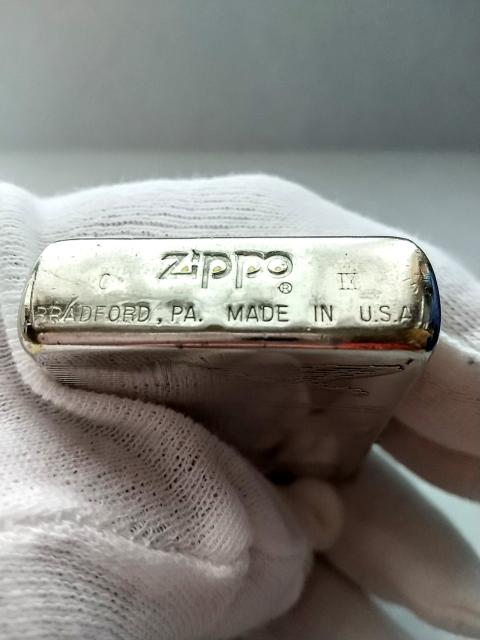 Zippo ®
C IX
BRADFORD, PA. MADE IN U.S.A